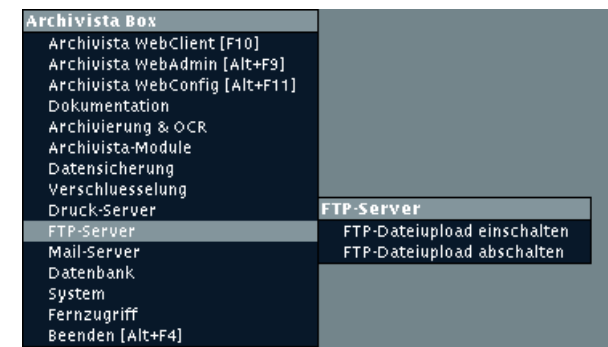 Archivista Box
Archivista WebClient [F10]
Archivista WebAdmin [Alt+F9]
Archivista WebConfig [Alt+F11]
Dokumentation
Archivierung & OCR
Archivista-Module
Datensicherung
Verschluesselung
Druck-Server
FTP-Server
Mail-Server
Datenbank
System
Fernzugriff
Beenden [Alt+F4]
FTP-Server
FTP-Dateiupload einschalten
FTP-Dateiupload abschalten